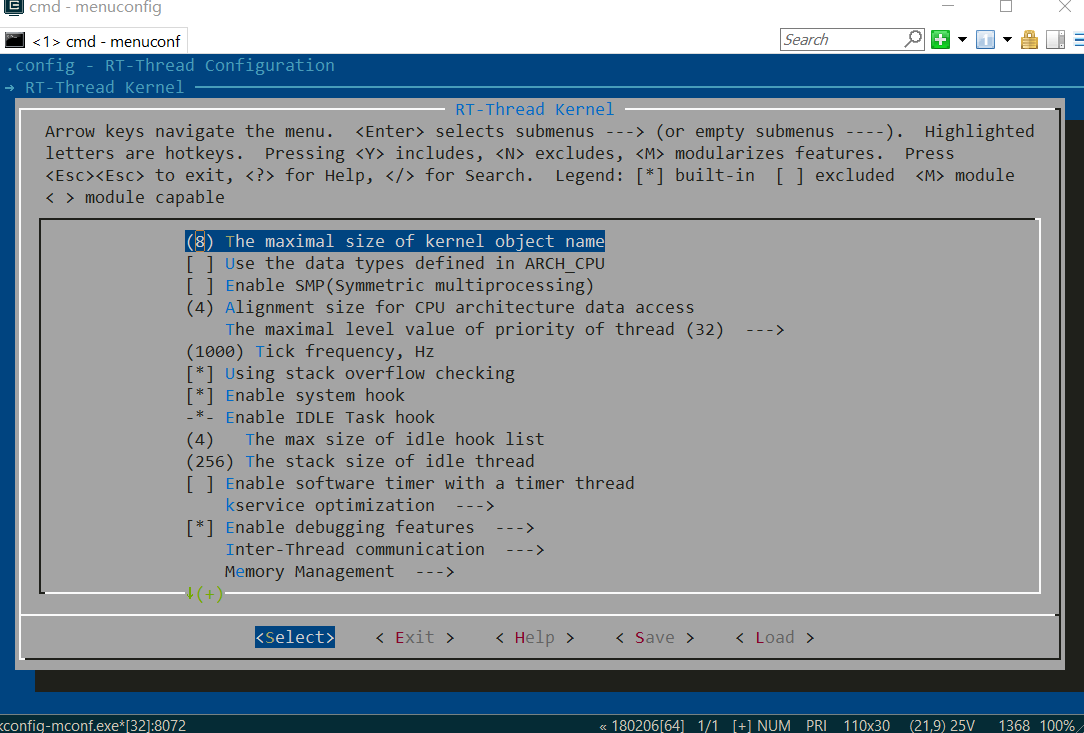 cmd - menuconfig
<1> cmd - menuconf
Search
.config - RT-Thread Configuration
→ RT-Thread Kernel
RT-Thread Kernel
Arrow keys navigate the menu.  <Enter> selects submenus ---> (or empty submenus ----).  Highlighted
letters are hotkeys.  Pressing <Y> includes, <N> excludes, <M> modularizes features.  Press
<Esc><Esc> to exit, <?> for Help, </> for Search.  Legend: [*] built-in  [ ] excluded  <M> module
< > module capable
(8) The maximal size of kernel object name
[ ] Use the data types defined in ARCH_CPU
[ ] Enable SMP(Symmetric multiprocessing)
(4) Alignment size for CPU architecture data access
The maximal level value of priority of thread (32)  --->
(1000) Tick frequency, Hz
[*] Using stack overflow checking
[*] Enable system hook
-*- Enable IDLE Task hook
(4)   The max size of idle hook list
(256) The stack size of idle thread
[ ] Enable software timer with a timer thread
kservice optimization  --->
[*] Enable debugging features  --->
Inter-Thread communication  --->
Memory Management  --->
↓(+)
<Select>    < Exit >    < Help >    < Save >    < Load >
kconfig-mconf.exe*[32]:8072 « 180206[64] 1/1 [+] NUM PRI 110x30 (21,9) 25V 1368 100%